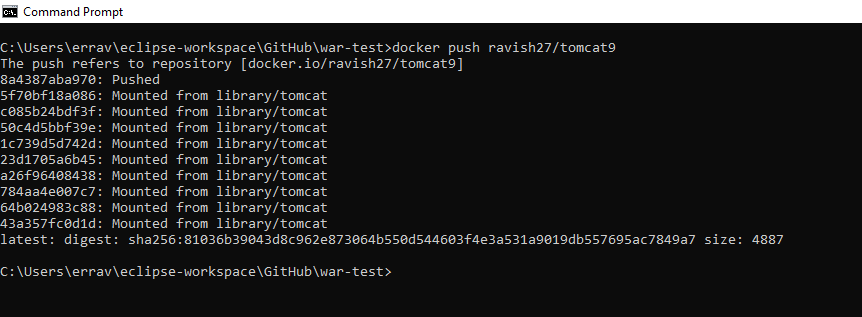 Command Prompt
C:\Users\errav\eclipse-workspace\GitHub\war-test>docker push ravish27/tomcat9
The push refers to repository [docker.io/ravish27/tomcat9]
8a4387aba970: Pushed
5f70bf18a086: Mounted from library/tomcat
c085b24bdf3f: Mounted from library/tomcat
50c4d5bbf39e: Mounted from library/tomcat
1c739d5d742d: Mounted from library/tomcat
23d1705a6b45: Mounted from library/tomcat
a26f96408438: Mounted from library/tomcat
784aa4e007c7: Mounted from library/tomcat
64b024983c88: Mounted from library/tomcat
43a357fc0d1d: Mounted from library/tomcat
latest: digest: sha256:81036b39043d8c962e873064b550d544603f4e3a531a9019db557695ac7849a7 size: 4887
C:\Users\errav\eclipse-workspace\GitHub\war-test>